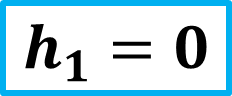 h₁ = 0